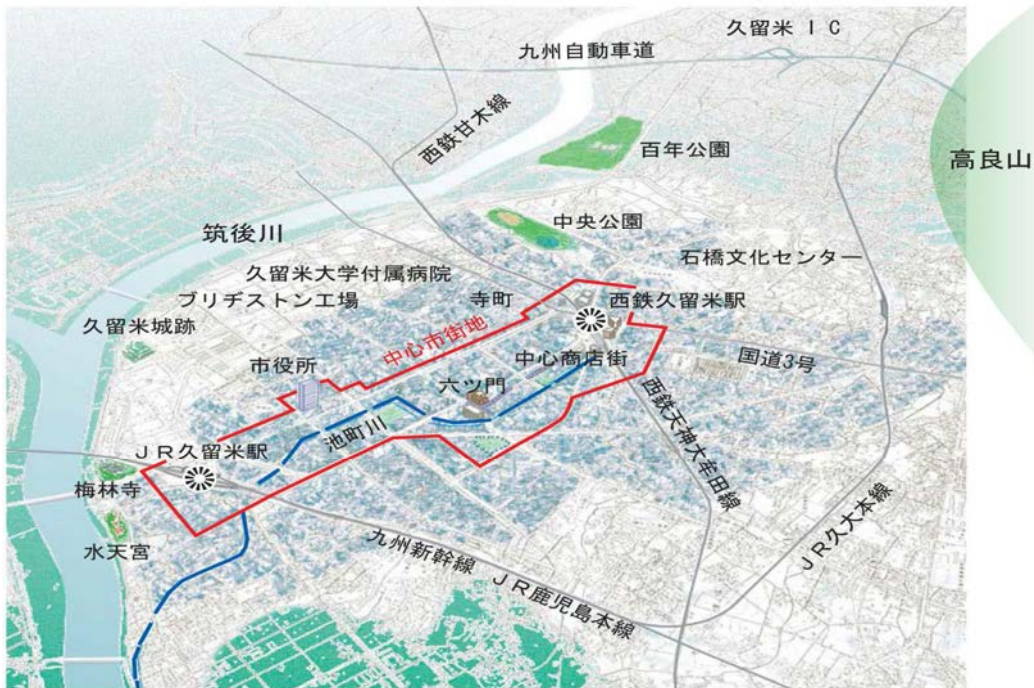 久留米 IC
九州自動車道
西鉄甘木線
百年公園
高良山
中央公園
筑後川
石橋文化センター
久留米大学付属病院
ブリヂストン工場
寺町
西鉄久留米駅
久留米城跡
中心市街地
中心商店街
国道3号
市役所
六ツ門
池町川
西鉄天神大牟田線
JR久留米駅
梅林寺
水天宮
九州新幹線
JR鹿児島本線
JR久大本線